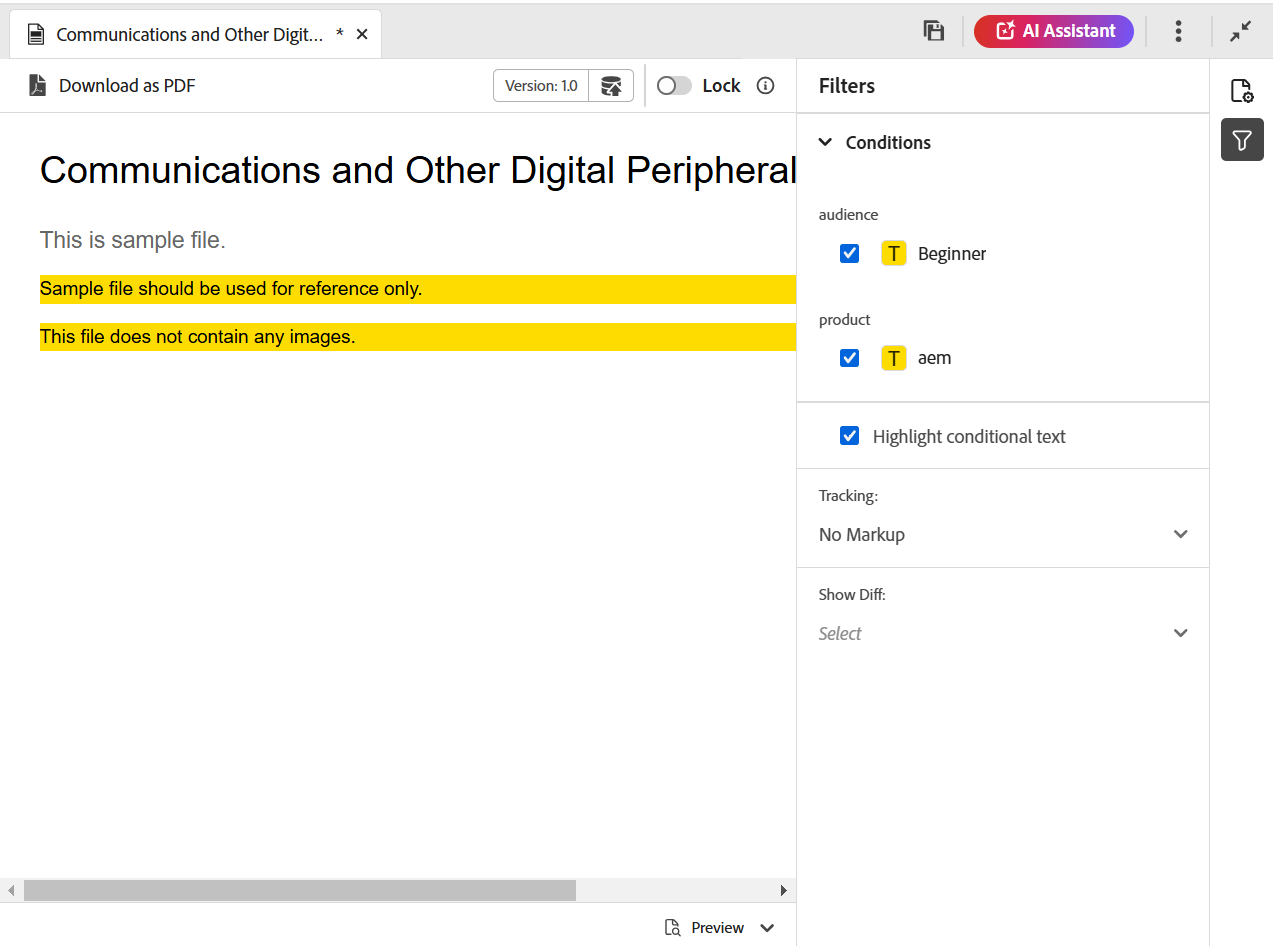 Communications and Other Digit... * ×
AI Assistant
Download as PDF
Version: 1.0
Lock
Communications and Other Digital Peripheral
This is sample file.
Sample file should be used for reference only.
This file does not contain any images.
Preview
Filters
Conditions
audience
T Beginner
product
T aem
Highlight conditional text
Tracking:
No Markup
Show Diff:
Select